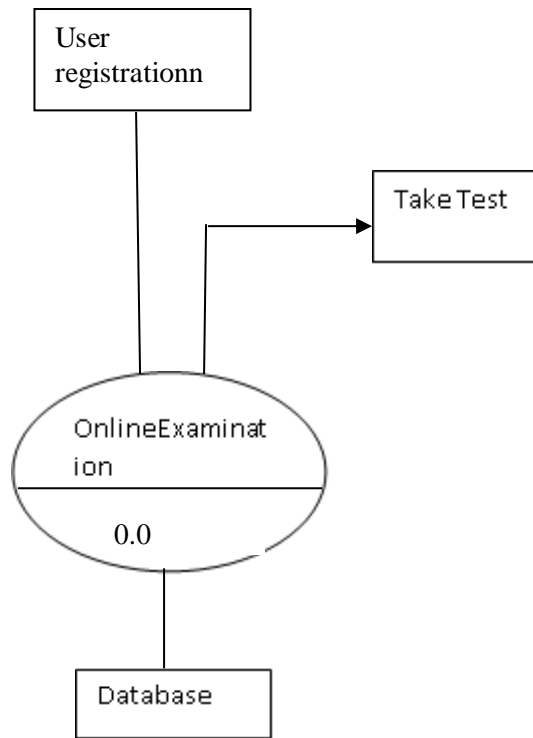 User
registrationn
Take Test
OnlineExaminat
ion
0.0
Database